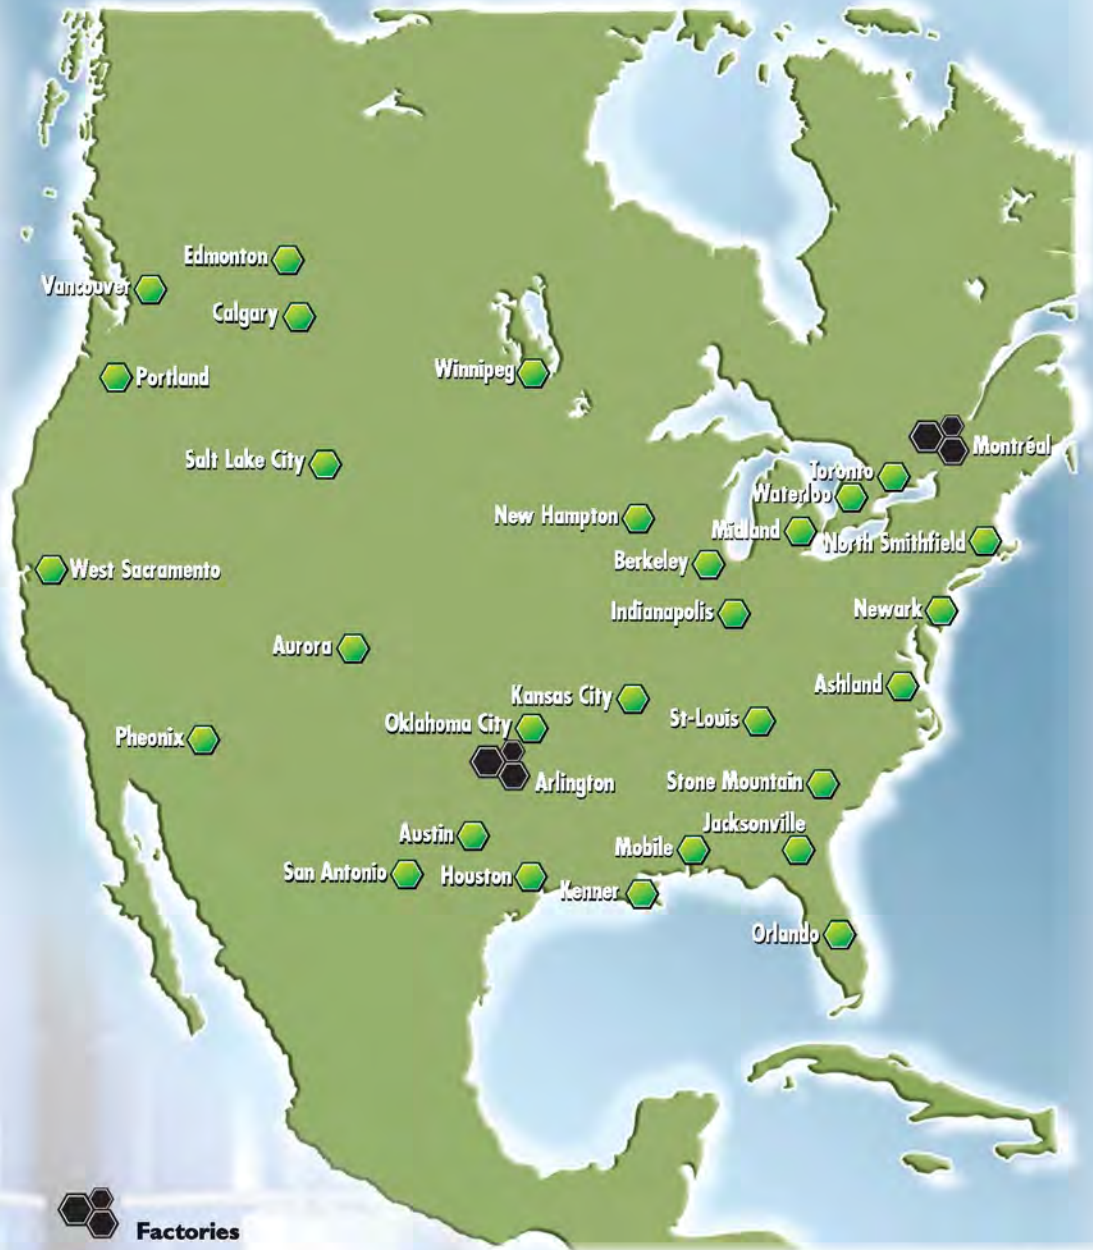 Edmonton
Vancouver
Calgary
Portland
Winnipeg
Montréal
Salt Lake City
Toronto
Waterloo
New Hampton
Midland
North Smithfield
Berkeley
West Sacramento
Indianapolis
Newark
Aurora
Ashland
Kansas City
Oklahoma City
St-Louis
Pheonix
Arlington
Stone Mountain
Jacksonville
Austin
Mobile
San Antonio
Houston
Kenner
Orlando
Factories